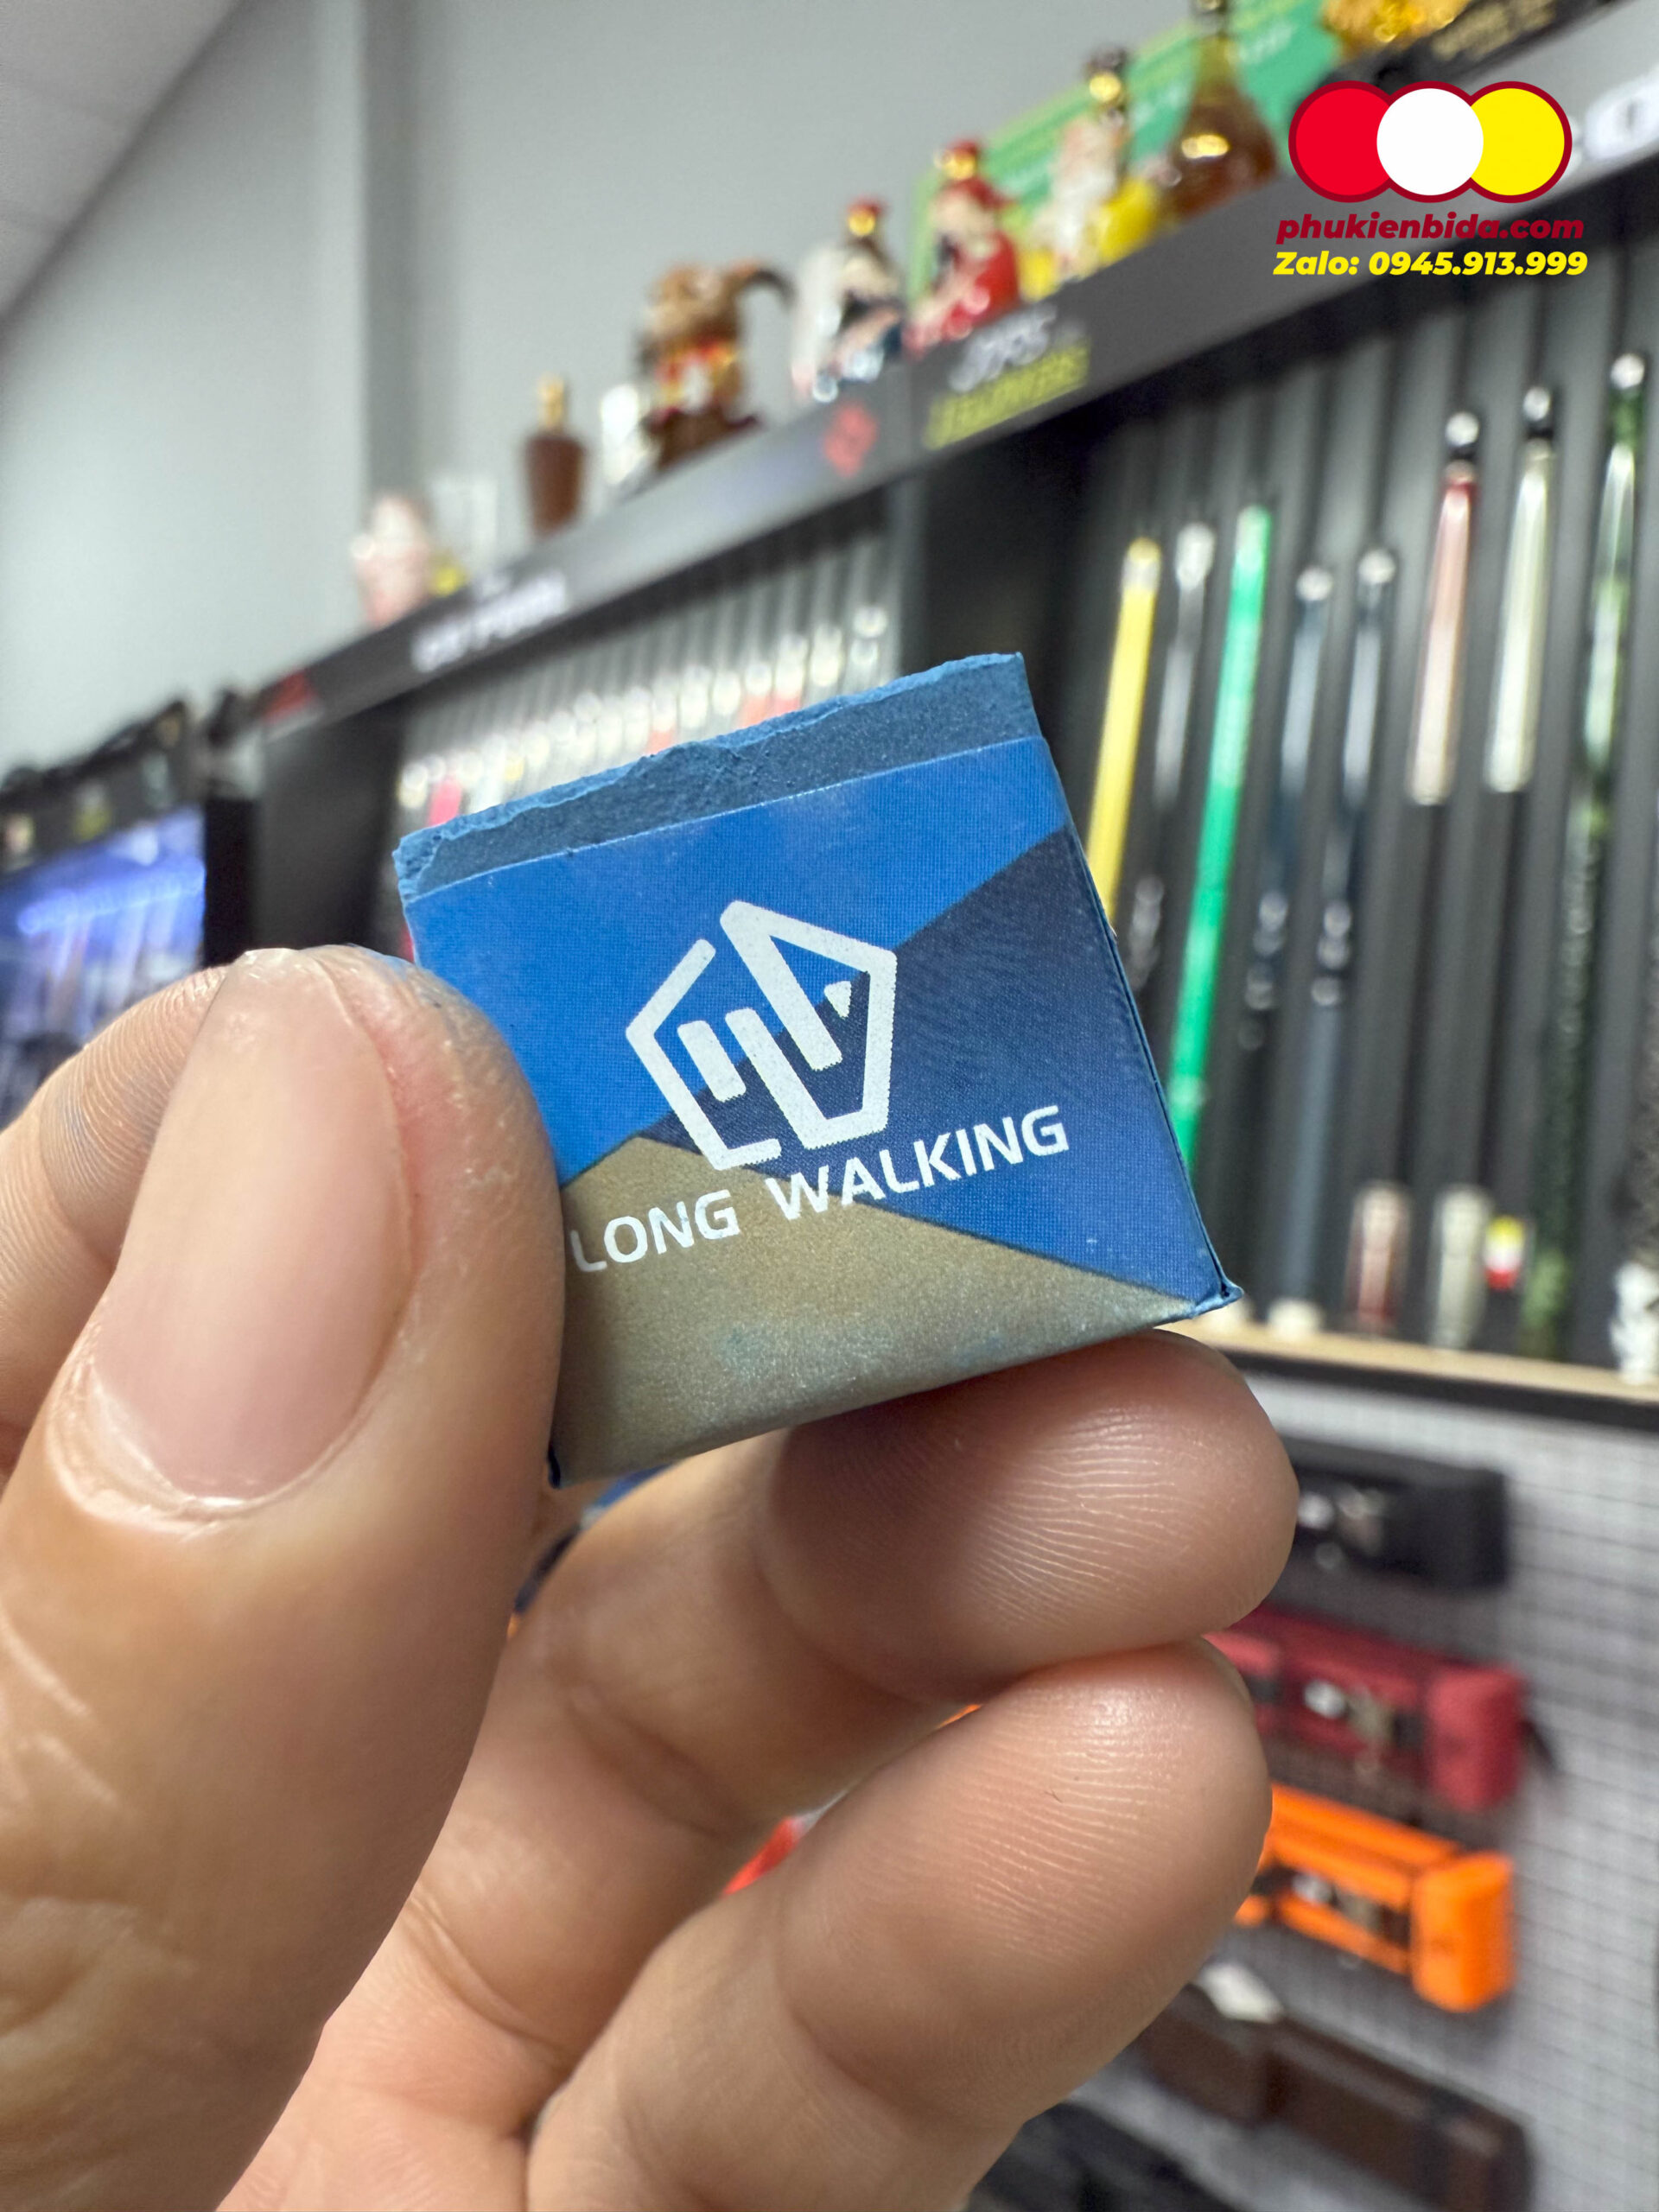 phukienbida.com
Zalo: 0945.913.999
LONG WALKING